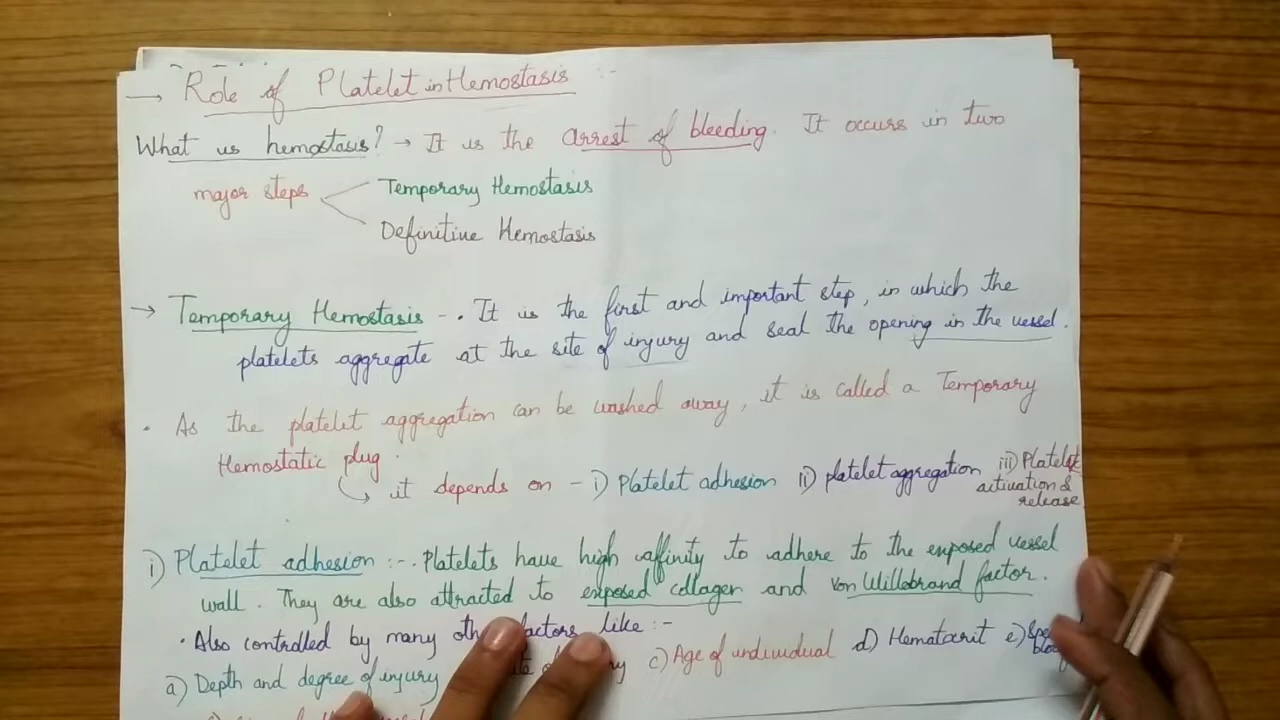 → Role of Platelet in Hemostasis :-
What is hemostasis? → It is the arrest of bleeding. It occurs in two
major steps
Temporary Hemostasis
Definitive Hemostasis
→ Temporary Hemostasis - . It is the first and important step, in which the
platelets aggregate at the site of injury and seal the opening in the vessel.
. As the platelet aggregation can be washed away, it is called a Temporary
Hemostatic plug.
it depends on - i) Platelet adhesion ii) platelet aggregation iii) Platelet
activation &
release
i) Platelet adhesion :- . Platelets have high affinity to adhere to the exposed vessel
wall. They are also attracted to exposed collagen and von Willebrand factor.
. Also controlled by many factors like :-
a) Depth and degree of injury c) Age of individual d) Hematocrit e)